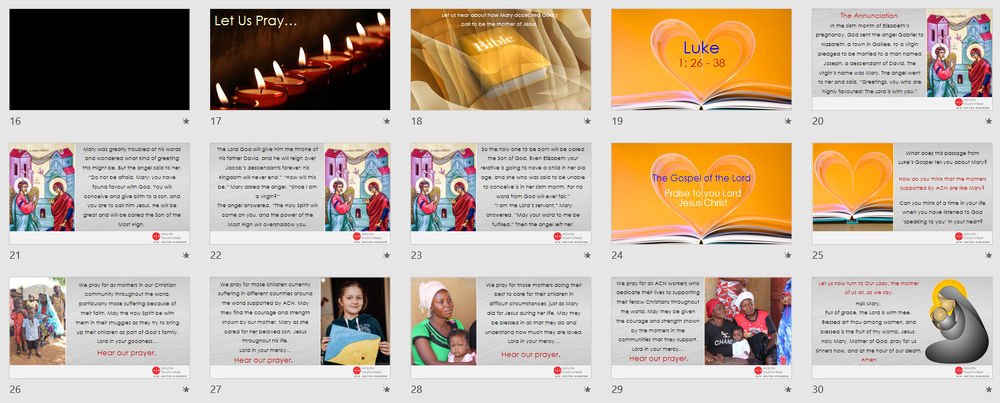 16
Let Us Pray...
17
Let us hear about how Mary accepted God's
call to be the mother of Jesus.
Bible
18
Luke
1: 26 - 38
19
The Annunciation
In the sixth month of Elizabeth's
pregnancy, God sent the angel Gabriel to
Nazareth, a town in Galilee, to a virgin
pledged to be married to a man named
Joseph, a descendant of David. The
virgin's name was Mary. The angel went
to her and said, "Greetings, you who are
highly favoured! The Lord is with you."
Aid to the
Church in Need
ACN UNITED KINGDOM
20
Mary was greatly troubled at his words
and wondered what kind of greeting
this might be. But the angel said to her,
"Do not be afraid, Mary; you have
found favour with God. You will
conceive and give birth to a son, and
you are to call him Jesus. He will be
great and will be called the Son of the
Most High.
Aid to the
Church in Need
ACN UNITED KINGDOM
21
The Lord God will give him the throne of
his father David, and he will reign over
Jacob's descendants forever; his
kingdom will never end." "How will this
be," Mary asked the angel, "since I am
a virgin?"
The angel answered, "The Holy Spirit will
come on you, and the power of the
Most High will overshadow you.
Aid to the
Church in Need
ACN UNITED KINGDOM
22
So the holy one to be born will be called
the Son of God. Even Elizabeth your
relative is going to have a child in her old
age, and she who was said to be unable
to conceive is in her sixth month. For no
word from God will ever fail."
"I am the Lord's servant," Mary
answered. "May your word to me be
fulfilled." Then the angel left her.
Aid to the
Church in Need
ACN UNITED KINGDOM
23
The Gospel of the Lord
Praise to you Lord
Jesus Christ
24
What does this passage from
Luke's Gospel tell you about Mary?
How do you think that the mothers
supported by ACN are like Mary?
Can you think of a time in your life
when you have listened to God
'speaking to you' in your heart?
Aid to the
Church in Need
ACN UNITED KINGDOM
25
We pray for all mothers in our Christian
community throughout the world,
particularly those suffering because of
their faith. May the Holy Spirit be with
them in their struggles as they try to bring
up their children as part of God's family.
Lord in your goodness...
Hear our prayer.
Aid to the
Church in Need
ACN UNITED KINGDOM
26
We pray for those children currently
suffering in different countries around
the world supported by ACN. May
they find the courage and strength
shown by our mother, Mary as she
cared for her beloved son, Jesus
throughout his life.
Lord in your mercy...
Hear our prayer.
Aid to the
Church in Need
ACN UNITED KINGDOM
27
We pray for those mothers doing their
best to care for their children in
difficult circumstances, just as Mary
did for Jesus during her life. May they
be blessed in all that they do and
understand how much they are loved.
Lord in your mercy...
Hear our prayer.
Aid to the
Church in Need
ACN UNITED KINGDOM
28
We pray for all ACN workers who
dedicate their lives to supporting
their fellow Christians throughout
the world. May they be given
the courage and strength shown
by the mothers in the
communities that they support.
Lord in your mercy...
Hear our prayer.
CHANE
Aid to the
Church in Need
ACN UNITED KINGDOM
29
Let us now turn to Our Lady, the mother
of us all, as we say:
Hail Mary,
Full of grace, the Lord is with thee.
Blessed art thou among women, and
blessed is the fruit of thy womb, Jesus.
Holy Mary, Mother of God, pray for us
sinners now, and at the hour of our death.
Amen
Aid to the
Church in Need
ACN UNITED KINGDOM
30